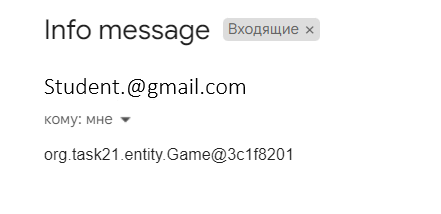 Info message Входящие ×
Student.@gmail.com
кому: мне
org.task21.entity.Game@3c1f8201